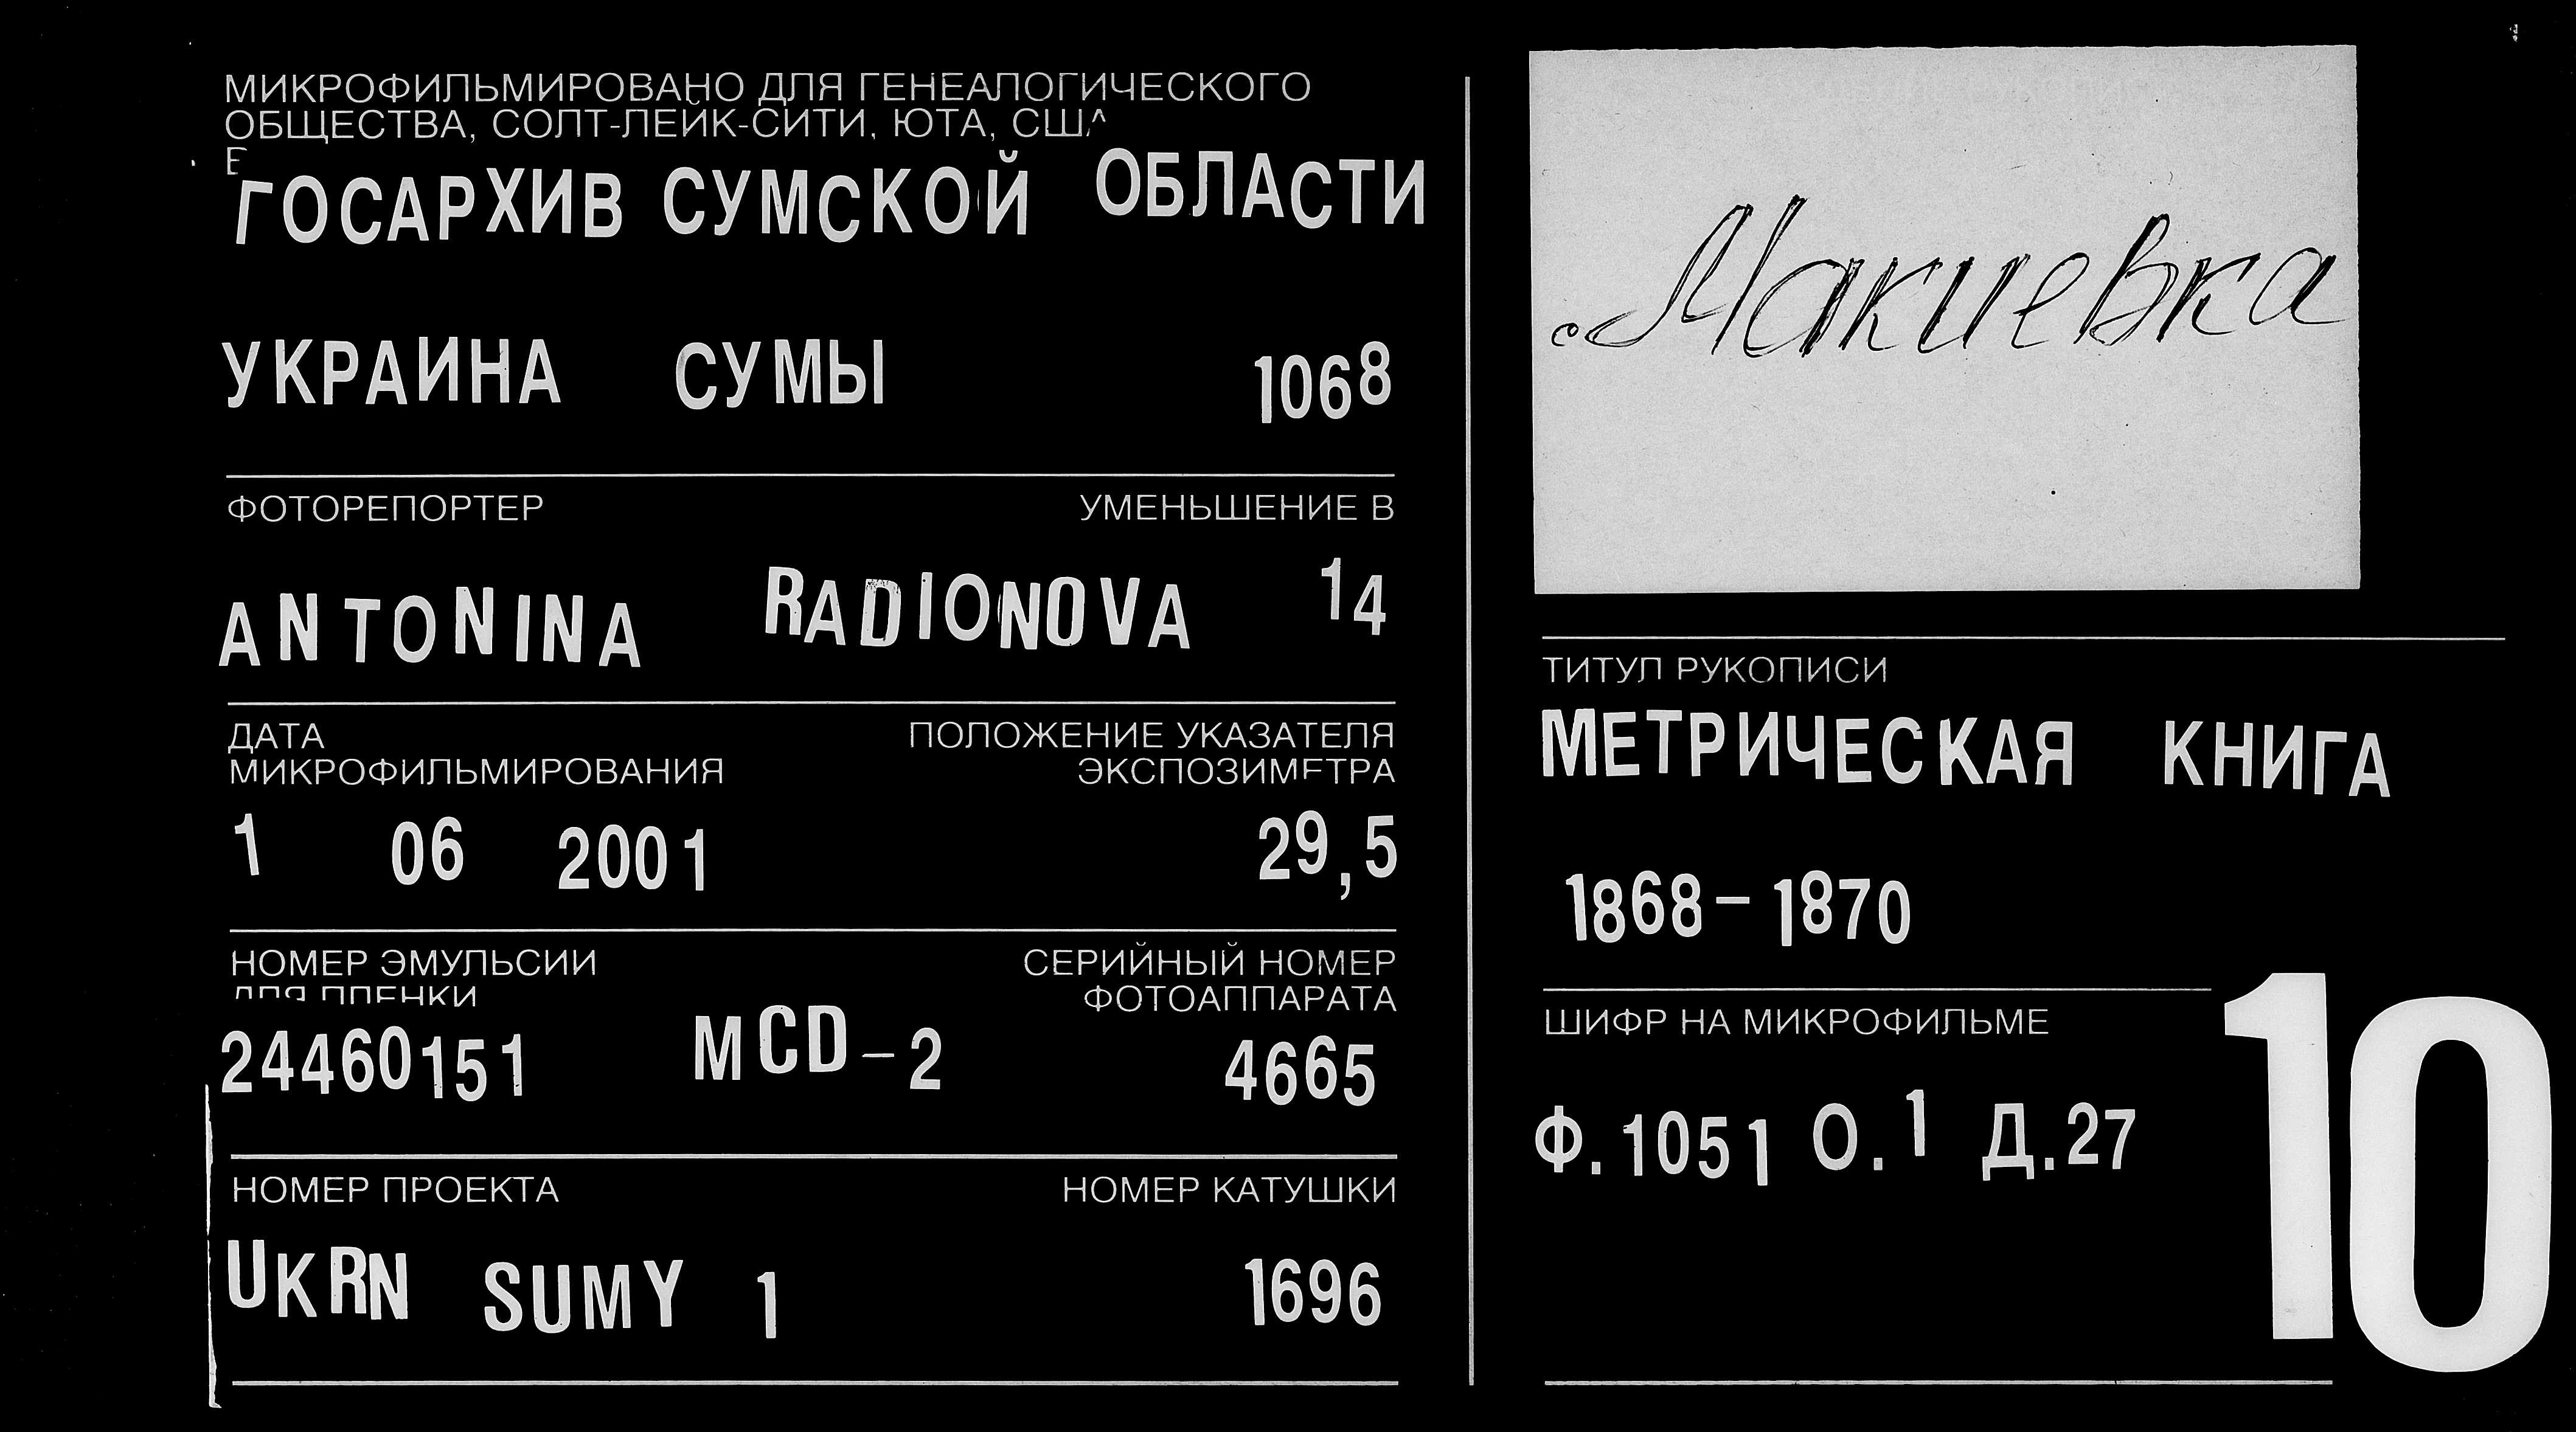 МИКРОФИЛЬМИРОВАНО ДЛЯ ГЕНЕАЛОГИЧЕСКОГО
ОБЩЕСТВА, СОЛТ-ЛЕЙК-СИТИ, ЮТА, США
В
ГОСАРХИВ СУМСКОЙ ОБЛАСТИ
УКРАИНА СУМЫ 1068
ФОТОРЕПОРТЕР УМЕНЬШЕНИЕ В
ANTONINA RADIONOVA 14
ДАТА ПОЛОЖЕНИЕ УКАЗАТЕЛЯ
МИКРОФИЛЬМИРОВАНИЯ ЭКСПОЗИМЕТРА
1 06 2001 29,5
НОМЕР ЭМУЛЬСИИ СЕРИЙНЫЙ НОМЕР
ДЛЯ ПЛЕНКИ ФОТОАППАРАТА
24460151 MCD-2 4665
НОМЕР ПРОЕКТА НОМЕР КАТУШКИ
UKRN SUMY 1 1696
с. Макиевка
ТИТУЛ РУКОПИСИ
МЕТРИЧЕСКАЯ КНИГА
1868-1870
ШИФР НА МИКРОФИЛЬМЕ
Ф.1051 О.1 Д.27
10